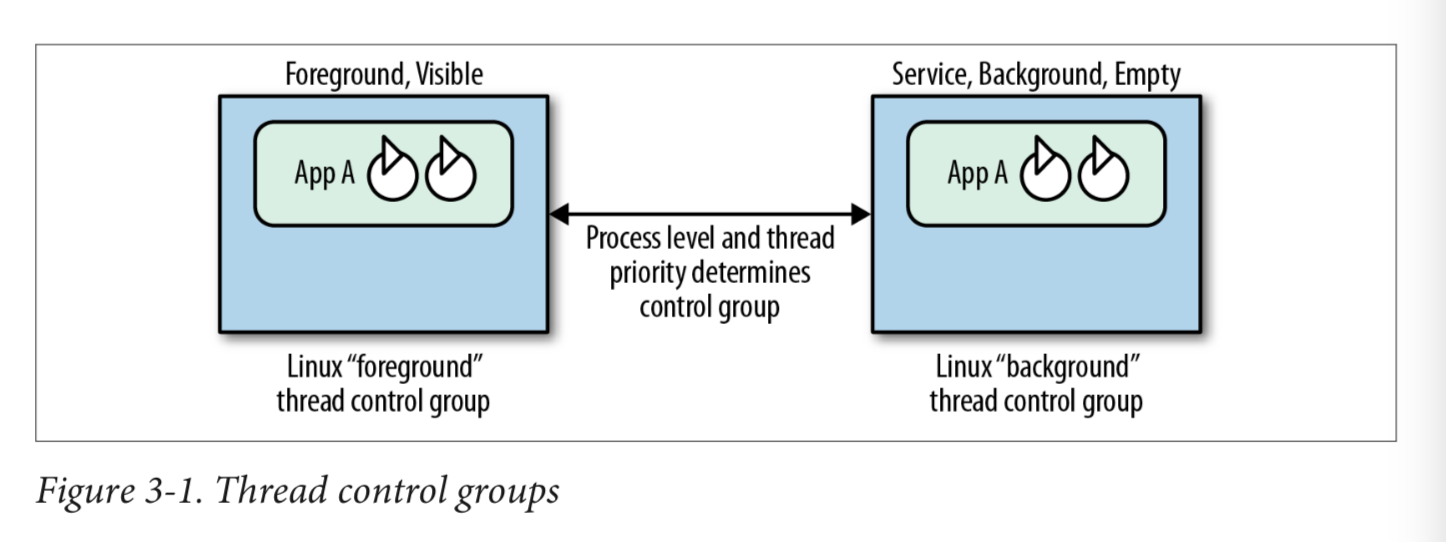 Foreground, Visible
Service, Background, Empty
App A
App A
Process level and thread
priority determines
control group
Linux “foreground”
thread control group
Linux “background”
thread control group
Figure 3-1. Thread control groups